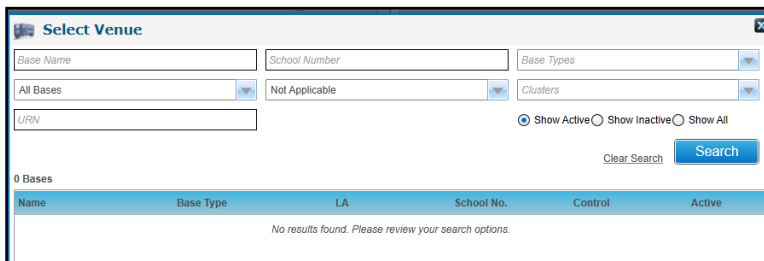 Select Venue
Base Name School Number Base Types
All Bases Not Applicable Clusters
URN Show Active Show Inactive Show All
Clear Search Search
0 Bases
Name Base Type LA School No. Control Active
No results found. Please review your search options.